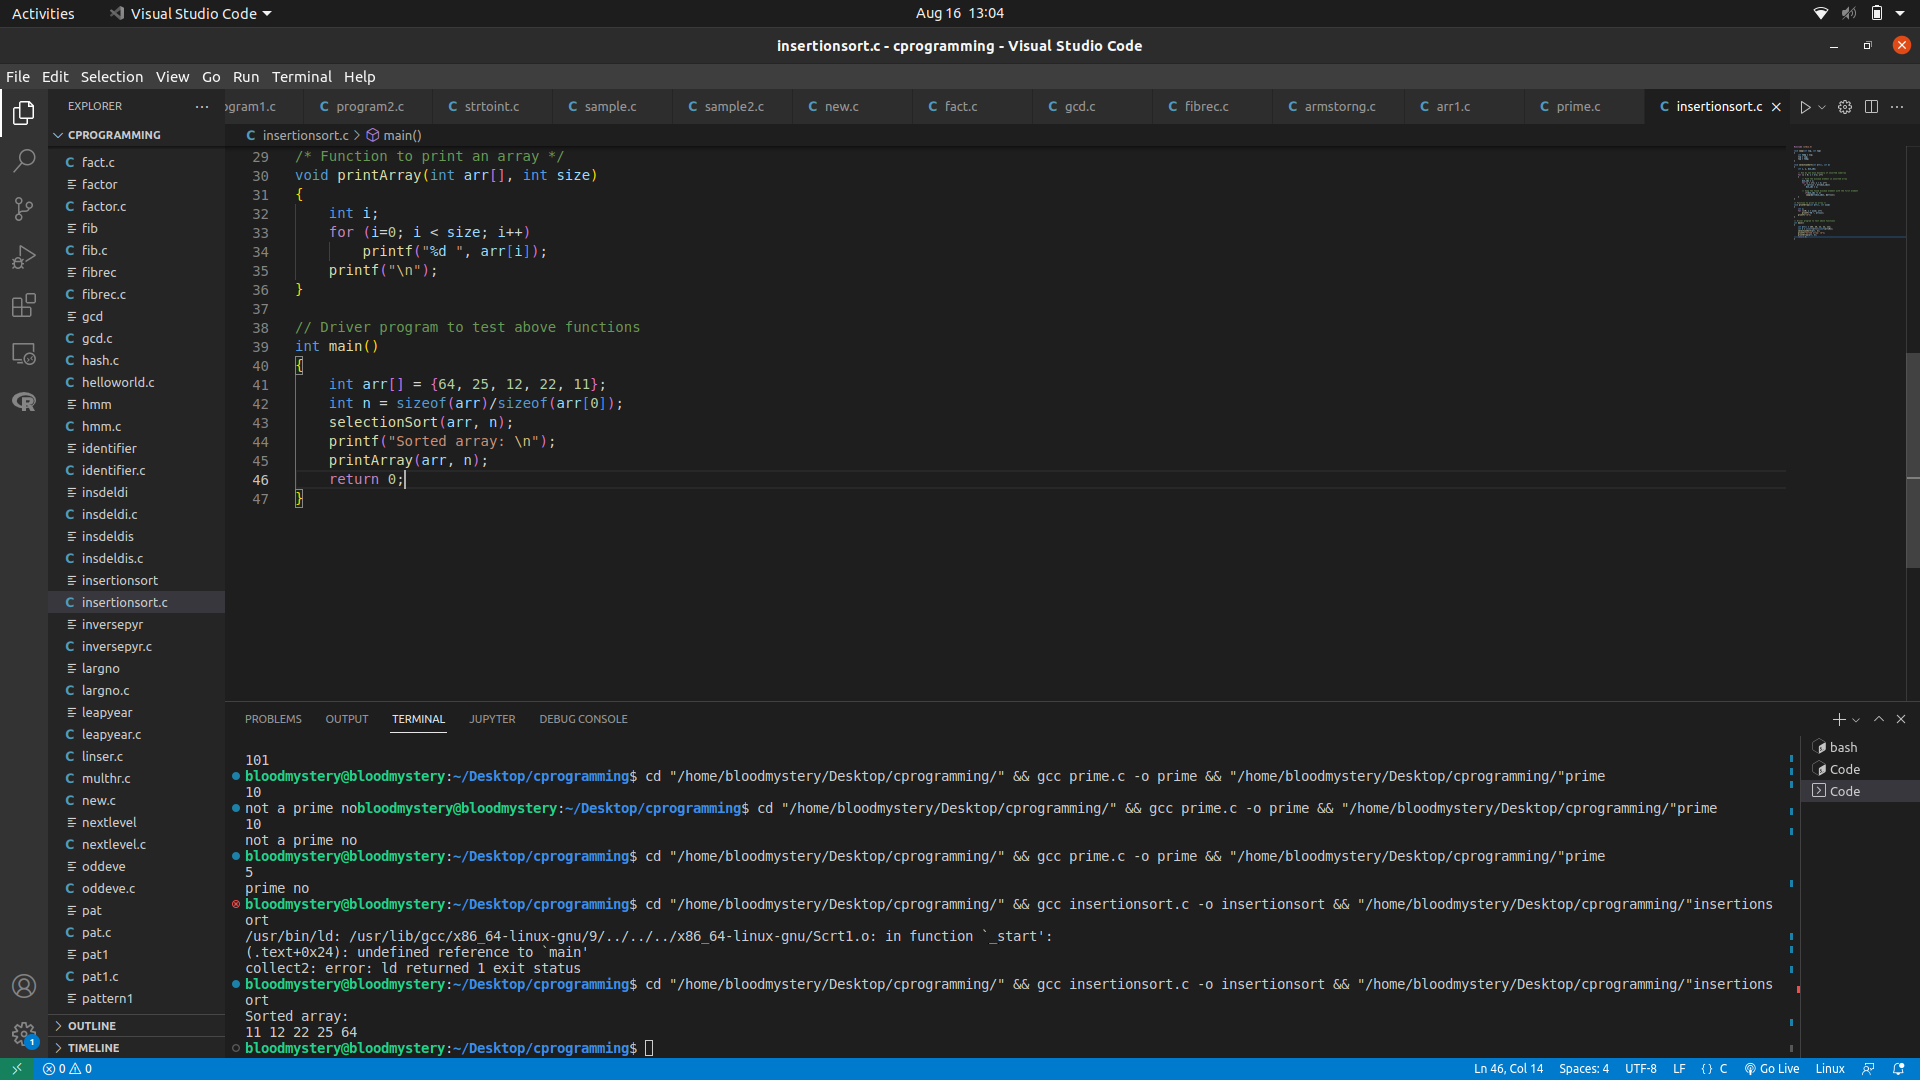 Activities
Visual Studio Code
Aug 16 13:04
insertionsort.c - cprogramming - Visual Studio Code
File Edit Selection View Go Run Terminal Help
EXPLORER
CPROGRAMMING
C fact.c
factor
C factor.c
fib
C fib.c
fibrec
C fibrec.c
gcd
C gcd.c
C hash.c
C helloworld.c
hmm
C hmm.c
identifier
C identifier.c
insdeldi
C insdeldi.c
insdeldis
C insdeldis.c
insertionsort
C insertionsort.c
inversepyr
C inversepyr.c
largno
C largno.c
leapyear
C leapyear.c
C linser.c
C multhr.c
C new.c
nextlevel
C nextlevel.c
oddeve
C oddeve.c
pat
C pat.c
pat1
C pat1.c
pattern1
OUTLINE
TIMELINE
ogram1.c C program2.c C strtoint.c C sample.c C sample2.c C new.c C fact.c C gcd.c C fibrec.c C armstorng.c C arr1.c C prime.c C insertionsort.c
C insertionsort.c > main()
29 /* Function to print an array */
30 void printArray(int arr[], int size)
31 {
32 int i;
33 for (i=0; i < size; i++)
34 printf("%d ", arr[i]);
35 printf("\n");
36 }
37
38 // Driver program to test above functions
39 int main()
40 {
41 int arr[] = {64, 25, 12, 22, 11};
42 int n = sizeof(arr)/sizeof(arr[0]);
43 selectionSort(arr, n);
44 printf("Sorted array: \n");
45 printArray(arr, n);
46 return 0;
47 }
PROBLEMS OUTPUT TERMINAL JUPYTER DEBUG CONSOLE
101
bloodmystery@bloodmystery:~/Desktop/cprogramming$ cd "/home/bloodmystery/Desktop/cprogramming/" && gcc prime.c -o prime && "/home/bloodmystery/Desktop/cprogramming/"prime
10
not a prime nobloodmystery@bloodmystery:~/Desktop/cprogramming$ cd "/home/bloodmystery/Desktop/cprogramming/" && gcc prime.c -o prime && "/home/bloodmystery/Desktop/cprogramming/"prime
10
not a prime no
bloodmystery@bloodmystery:~/Desktop/cprogramming$ cd "/home/bloodmystery/Desktop/cprogramming/" && gcc prime.c -o prime && "/home/bloodmystery/Desktop/cprogramming/"prime
5
prime no
bloodmystery@bloodmystery:~/Desktop/cprogramming$ cd "/home/bloodmystery/Desktop/cprogramming/" && gcc insertionsort.c -o insertionsort && "/home/bloodmystery/Desktop/cprogramming/"insertions
ort
/usr/bin/ld: /usr/lib/gcc/x86_64-linux-gnu/9/../../../x86_64-linux-gnu/Scrt1.o: in function `_start':
(.text+0x24): undefined reference to `main'
collect2: error: ld returned 1 exit status
bloodmystery@bloodmystery:~/Desktop/cprogramming$ cd "/home/bloodmystery/Desktop/cprogramming/" && gcc insertionsort.c -o insertionsort && "/home/bloodmystery/Desktop/cprogramming/"insertions
ort
Sorted array:
11 12 22 25 64
bloodmystery@bloodmystery:~/Desktop/cprogramming$
bash
Code
Code
1
0 0
Ln 46, Col 14 Spaces: 4 UTF-8 LF {} C Go Live Linux